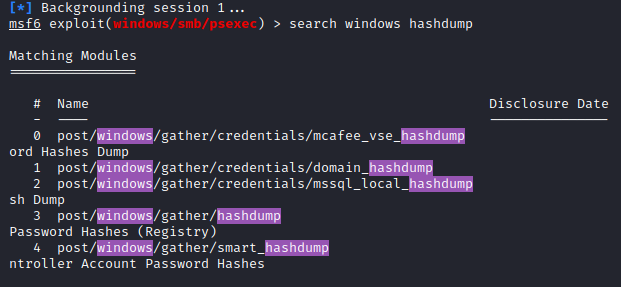 [*] Backgrounding session 1...
msf6 exploit(windows/smb/psexec) > search windows hashdump
Matching Modules
================
# Name Disclosure Date
- ---- ---------------
0 post/windows/gather/credentials/mcafee_vse_hashdump
ord Hashes Dump
1 post/windows/gather/credentials/domain_hashdump
2 post/windows/gather/credentials/mssql_local_hashdump
sh Dump
3 post/windows/gather/hashdump
Password Hashes (Registry)
4 post/windows/gather/smart_hashdump
ntroller Account Password Hashes